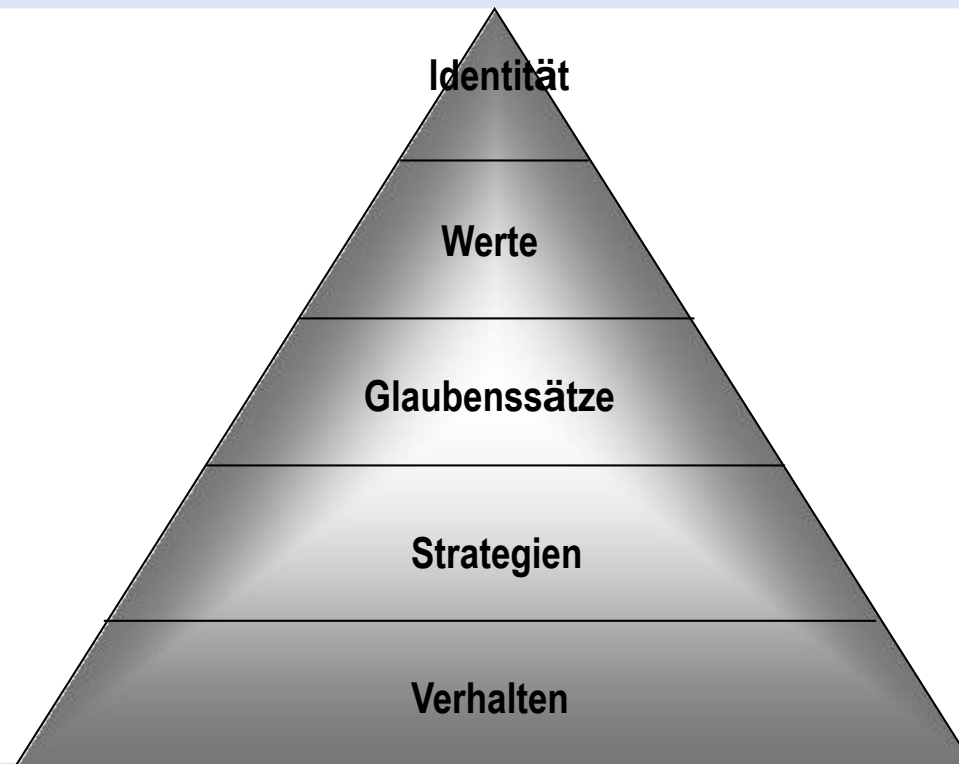 Identität
Werte
Glaubenssätze
Strategien
Verhalten